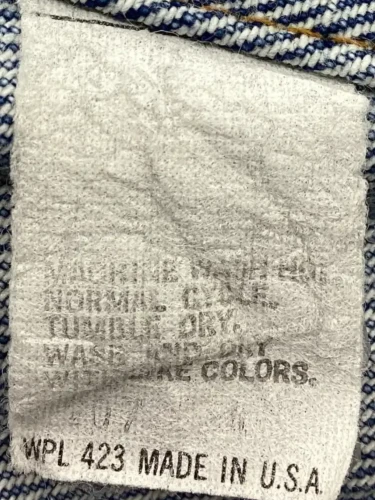 MACHINE WASH HOT
NORMAL CYCLE.
TUMBLE DRY.
WASH AND DRY
WITH LIKE COLORS.
WPL 423 MADE IN U.S.A.